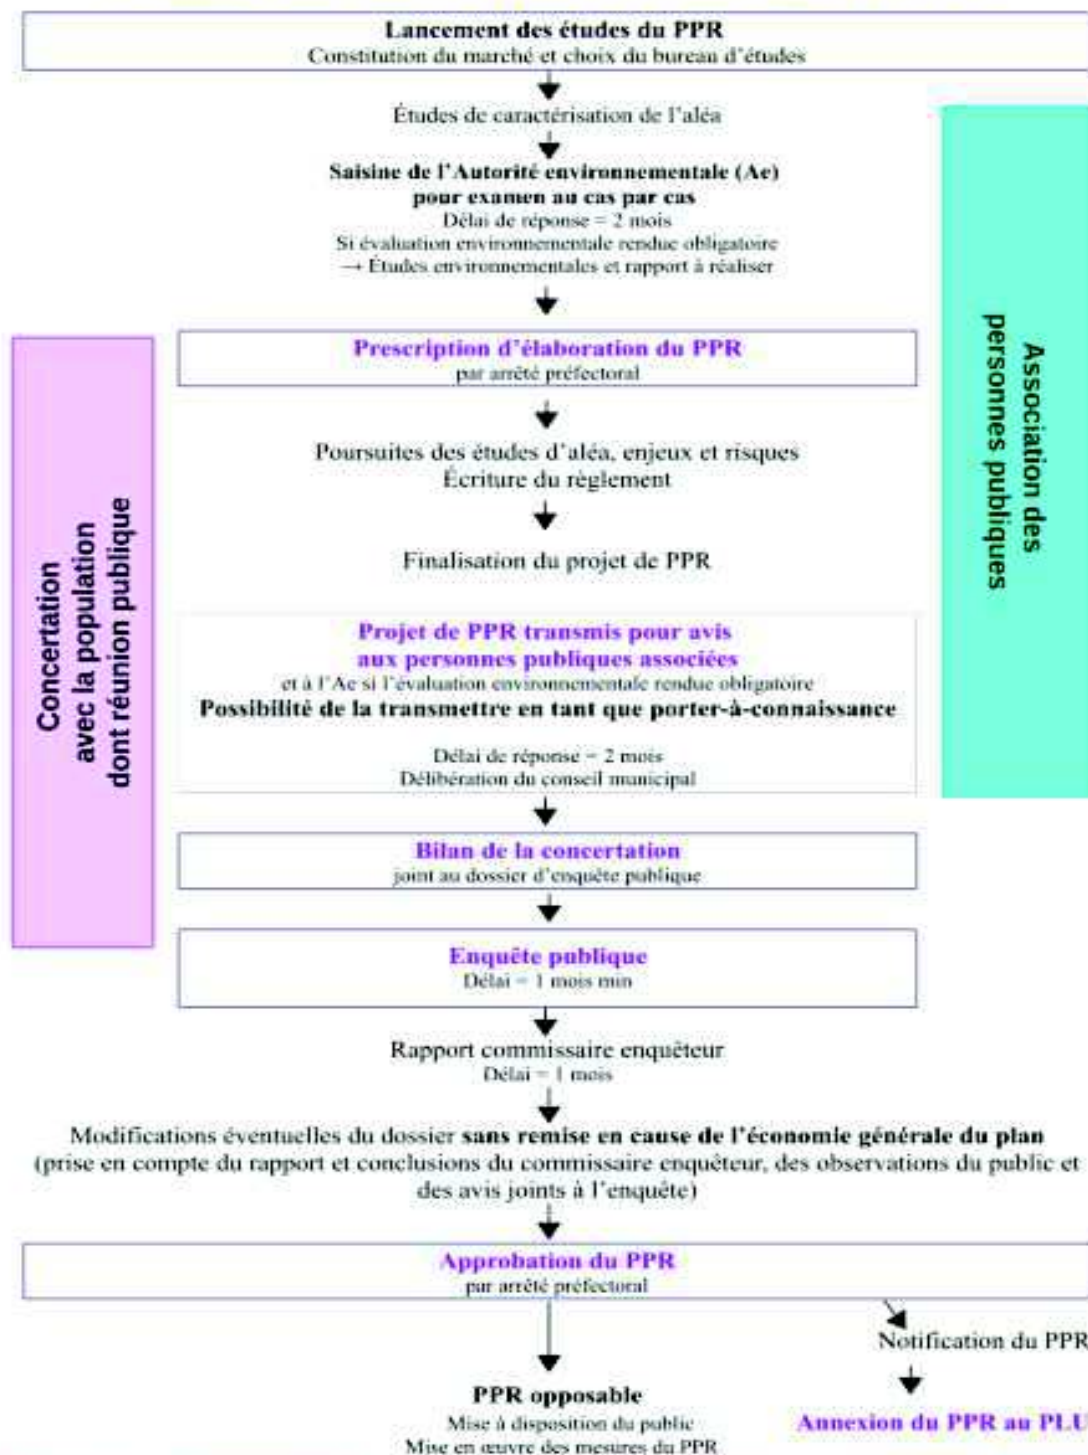 Lancement des études du PPR
Constitution du marché et choix du bureau d'études
Études de caractérisation de l'aléa
Saisine de l'Autorité environnementale (Ae)
pour examen au cas par cas
Délai de réponse = 2 mois
Si évaluation environnementale rendue obligatoire
→ Études environnementales et rapport à réaliser
Association des
personnes publiques
Concertation
avec la population
dont réunion publique
Prescription d'élaboration du PPR
par arrêté préfectoral
Poursuites des études d'aléa, enjeux et risques
Écriture du règlement
Finalisation du projet de PPR
Projet de PPR transmis pour avis
aux personnes publiques associées
et à l'Ae si l'évaluation environnementale rendue obligatoire
Possibilité de la transmettre en tant que porter-à-connaissance
Délai de réponse = 2 mois
Délibération du conseil municipal
Bilan de la concertation
joint au dossier d'enquête publique
Enquête publique
Délai = 1 mois min
Rapport commissaire enquêteur
Délai = 1 mois
Modifications éventuelles du dossier sans remise en cause de l'économie générale du plan
(prise en compte du rapport et conclusions du commissaire enquêteur, des observations du public et
des avis joints à l'enquête)
Approbation du PPR
par arrêté préfectoral
Notification du PPR
PPR opposable
Mise à disposition du public
Mise en œuvre des mesures du PPR
Annexion du PPR au PLU